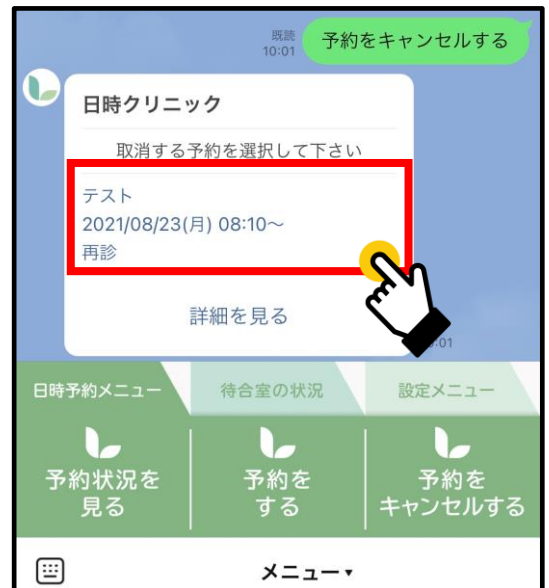 既読
10:01
予約をキャンセルする
日時クリニック
取消する予約を選択して下さい
テスト
2021/08/23(月) 08:10～
再診
詳細を見る
:01
日時予約メニュー
待合室の状況
設定メニュー
予約状況を
見る
予約を
する
予約を
キャンセルする
メニュー▾